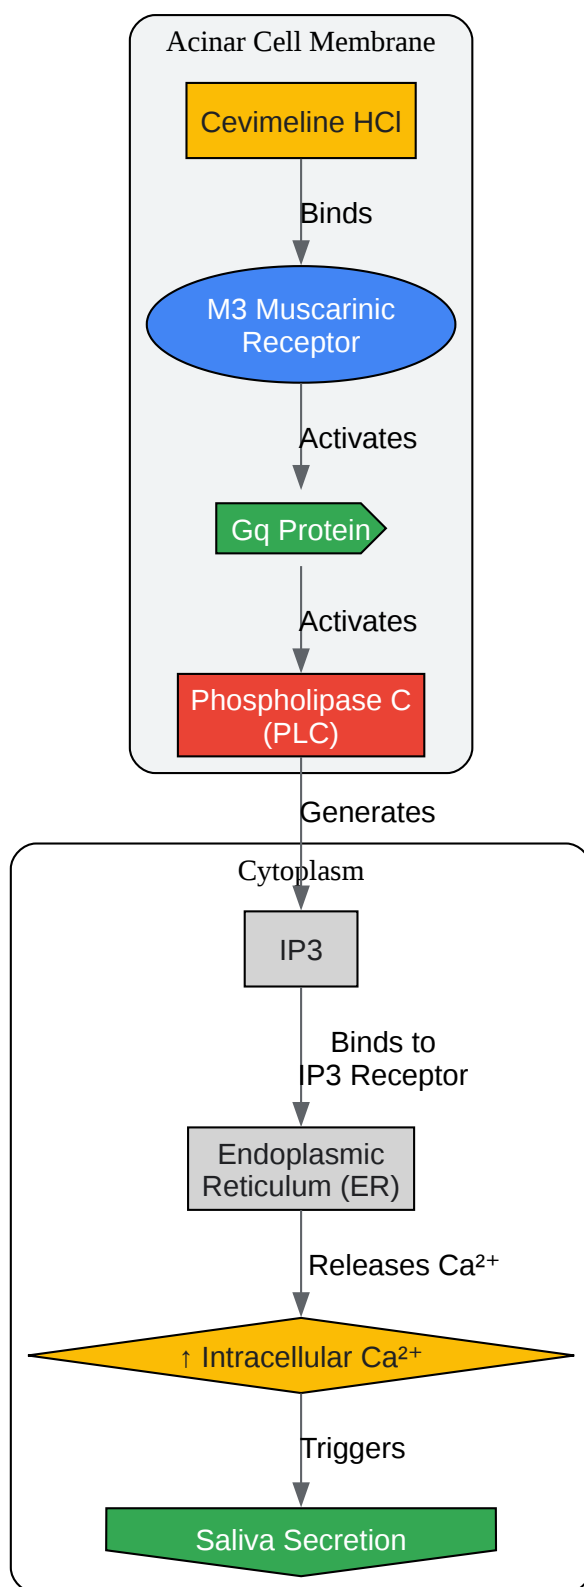 Acinar Cell Membrane
Cevimeline HCl
Binds
M3 Muscarinic
Receptor
Activates
Gq Protein
Activates
Phospholipase C
(PLC)
Generates
Cytoplasm
IP3
Binds to
IP3 Receptor
Endoplasmic
Reticulum (ER)
Releases Ca²⁺
↑ Intracellular Ca²⁺
Triggers
Saliva Secretion